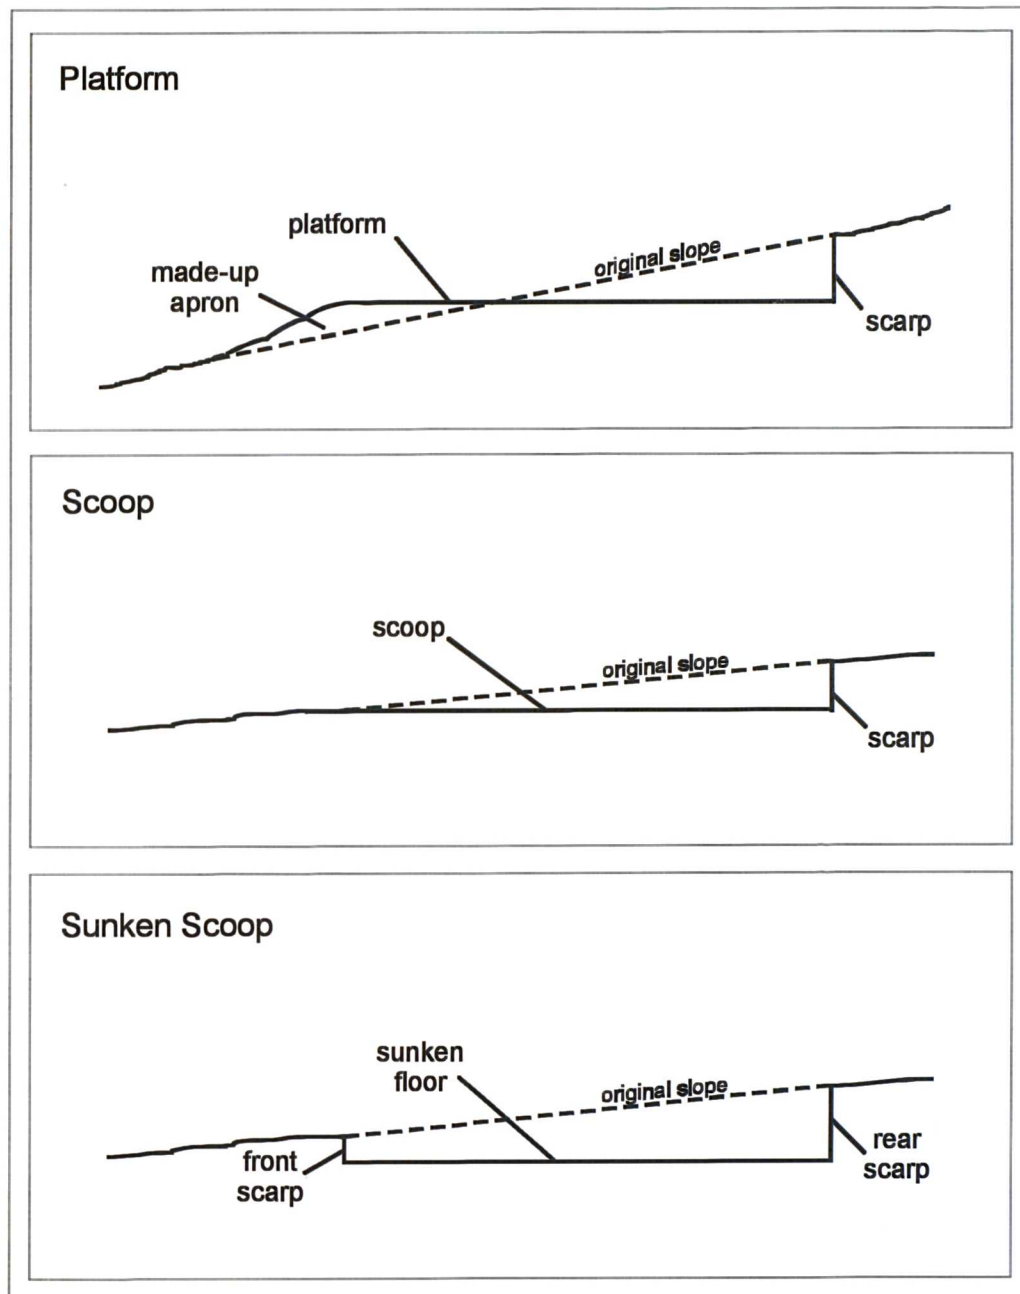 Platform
platform
original slope
made-up
apron
scarp
Scoop
scoop
original slope
scarp
Sunken Scoop
sunken
floor
original slope
front
scarp
rear
scarp